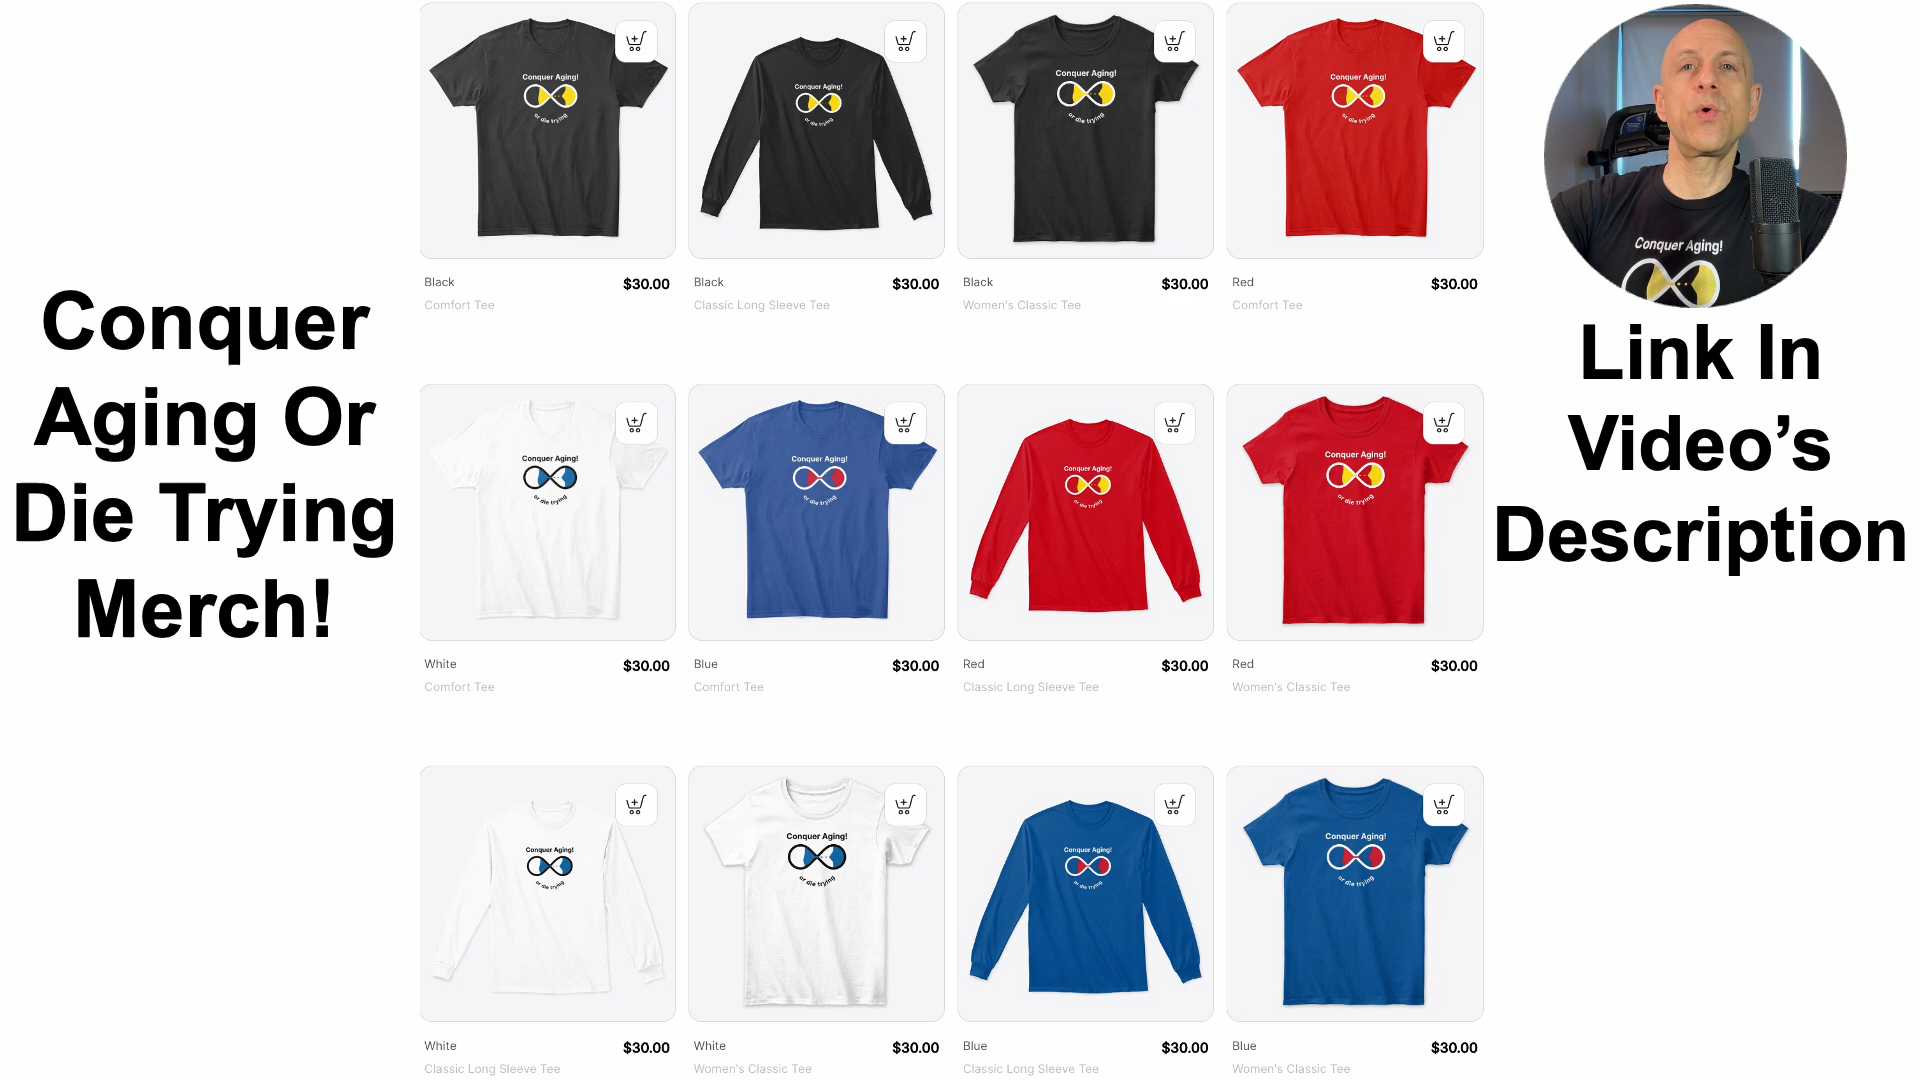 Conquer
Aging Or
Die Trying
Merch!
Conquer Aging!
or die trying
Black
$30.00
Comfort Tee
Conquer Aging!
or die trying
Black
$30.00
Classic Long Sleeve Tee
Conquer Aging!
or die trying
Black
$30.00
Women's Classic Tee
Conquer Aging!
or die trying
Red
$30.00
Comfort Tee
Conquer Aging!
or die trying
White
$30.00
Comfort Tee
Conquer Aging!
or die trying
Blue
$30.00
Comfort Tee
Conquer Aging!
or die trying
Red
$30.00
Classic Long Sleeve Tee
Conquer Aging!
or die trying
Red
$30.00
Women's Classic Tee
Conquer Aging!
or die trying
White
$30.00
Classic Long Sleeve Tee
Conquer Aging!
or die trying
White
$30.00
Women's Classic Tee
Conquer Aging!
or die trying
Blue
$30.00
Classic Long Sleeve Tee
Conquer Aging!
or die trying
Blue
$30.00
Women's Classic Tee
Conquer Aging!
Link In
Video’s
Description